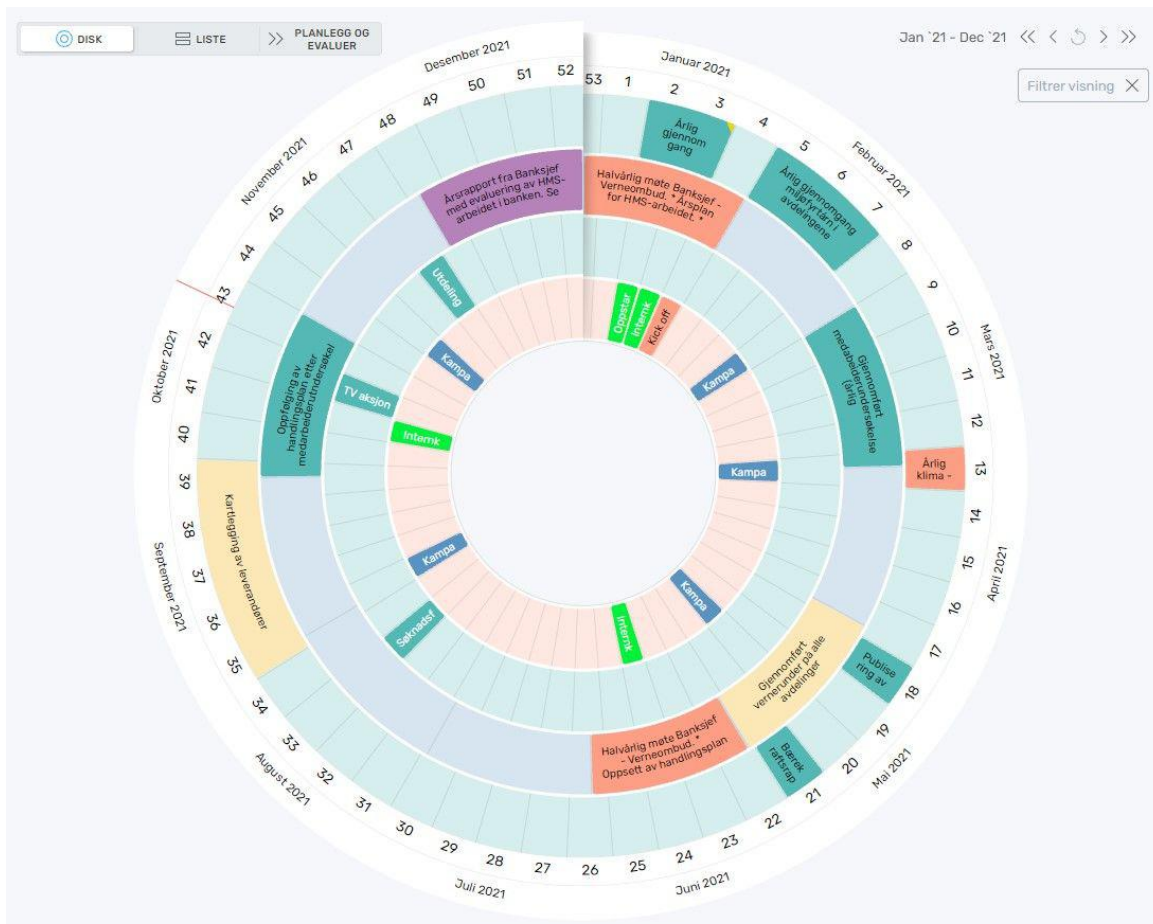 DISK
LISTE
PLANLEGG OG
EVALUER
Jan `21 - Dec `21
Filtrer visning
Januar 2021
Februar 2021
Mars 2021
April 2021
Mai 2021
Juni 2021
Juli 2021
August 2021
September 2021
Oktober 2021
November 2021
Desember 2021
53
1
2
3
4
5
6
7
8
9
10
11
12
13
14
15
16
17
18
19
20
21
22
23
24
25
26
27
28
29
30
31
32
33
34
35
36
37
38
39
40
41
42
43
44
45
46
47
48
49
50
51
52
Årlig
gjennom
gang
Årlig gjennomgang
miljøfyrtårn i
avdelingene
Årlig
klima -
Publise
ring av
Bærek
raftsrap
Kartlegging av leverandører
Halvårlig møte Banksjef -
Verneombud. * Årsplan
for HMS-arbeidet. *
Gjennomført
medabeiderundersøkelse
(årlig
Gjennomført
vernerunder på alle
avdelinger
Halvårlig møte Banksjef
- Verneombud. *
Oppsett av handlingsplan
Oppfølging av
handlingsplan etter
medarbeiderutndersøkel
Årsrapport fra Banksjef
med evaluering av HMS-
arbeidet i banken. Se
Søknadsf
TV aksjon
Utdeling
Oppstar
Internk
Kick off
Kampa
Kampa
Kampa
Internk
Kampa
Internk
Kampa